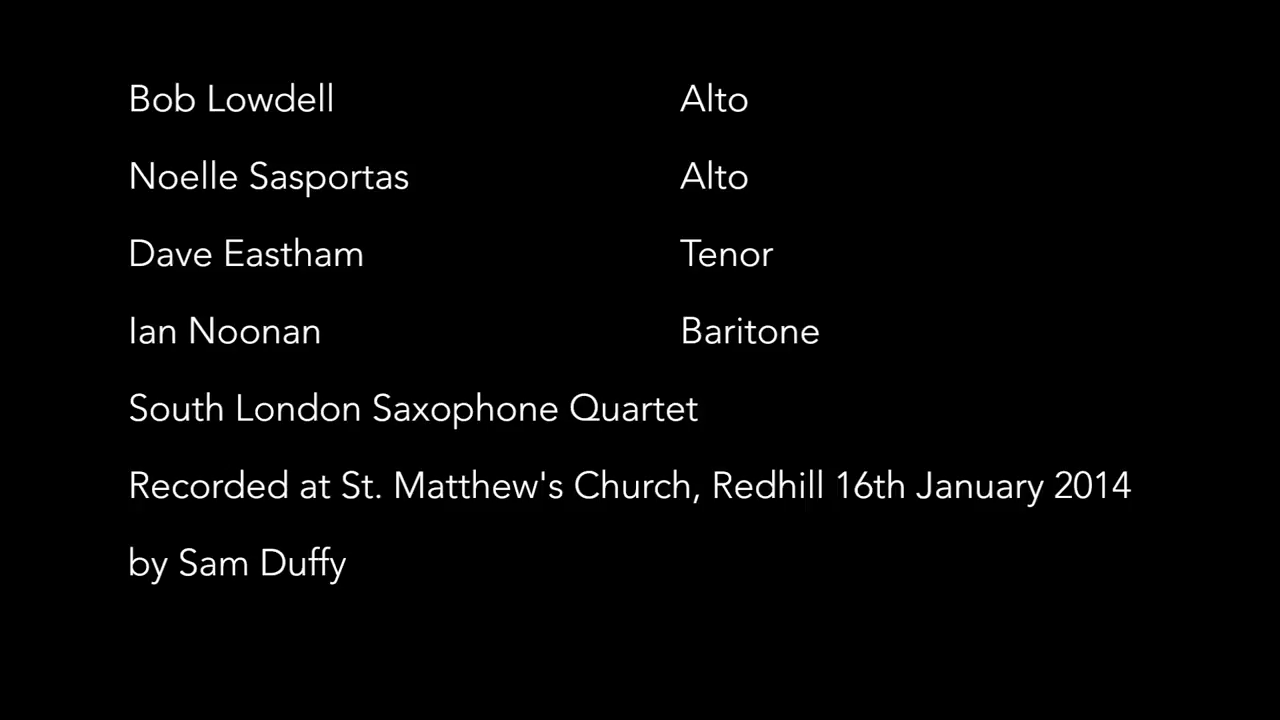 Bob Lowdell Alto
Noelle Sasportas Alto
Dave Eastham Tenor
Ian Noonan Baritone
South London Saxophone Quartet
Recorded at St. Matthew's Church, Redhill 16th January 2014
by Sam Duffy